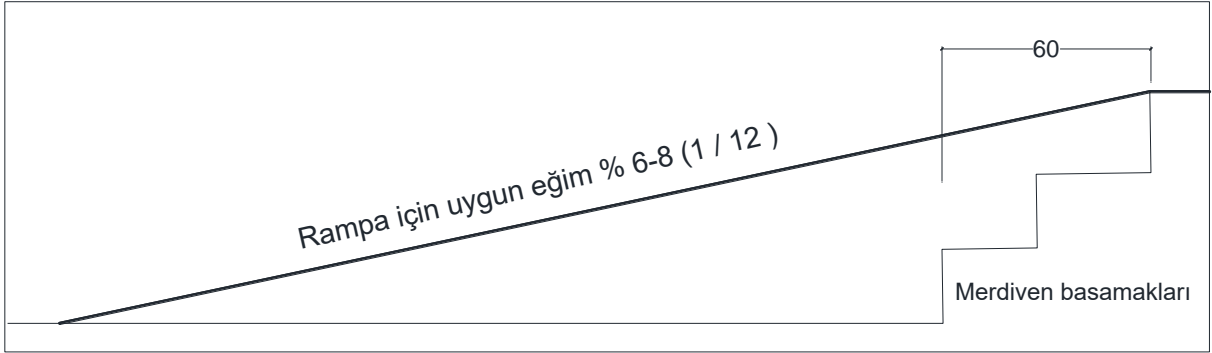 60
Rampa için uygun eğim % 6-8 (1 / 12 )
Merdiven basamakları